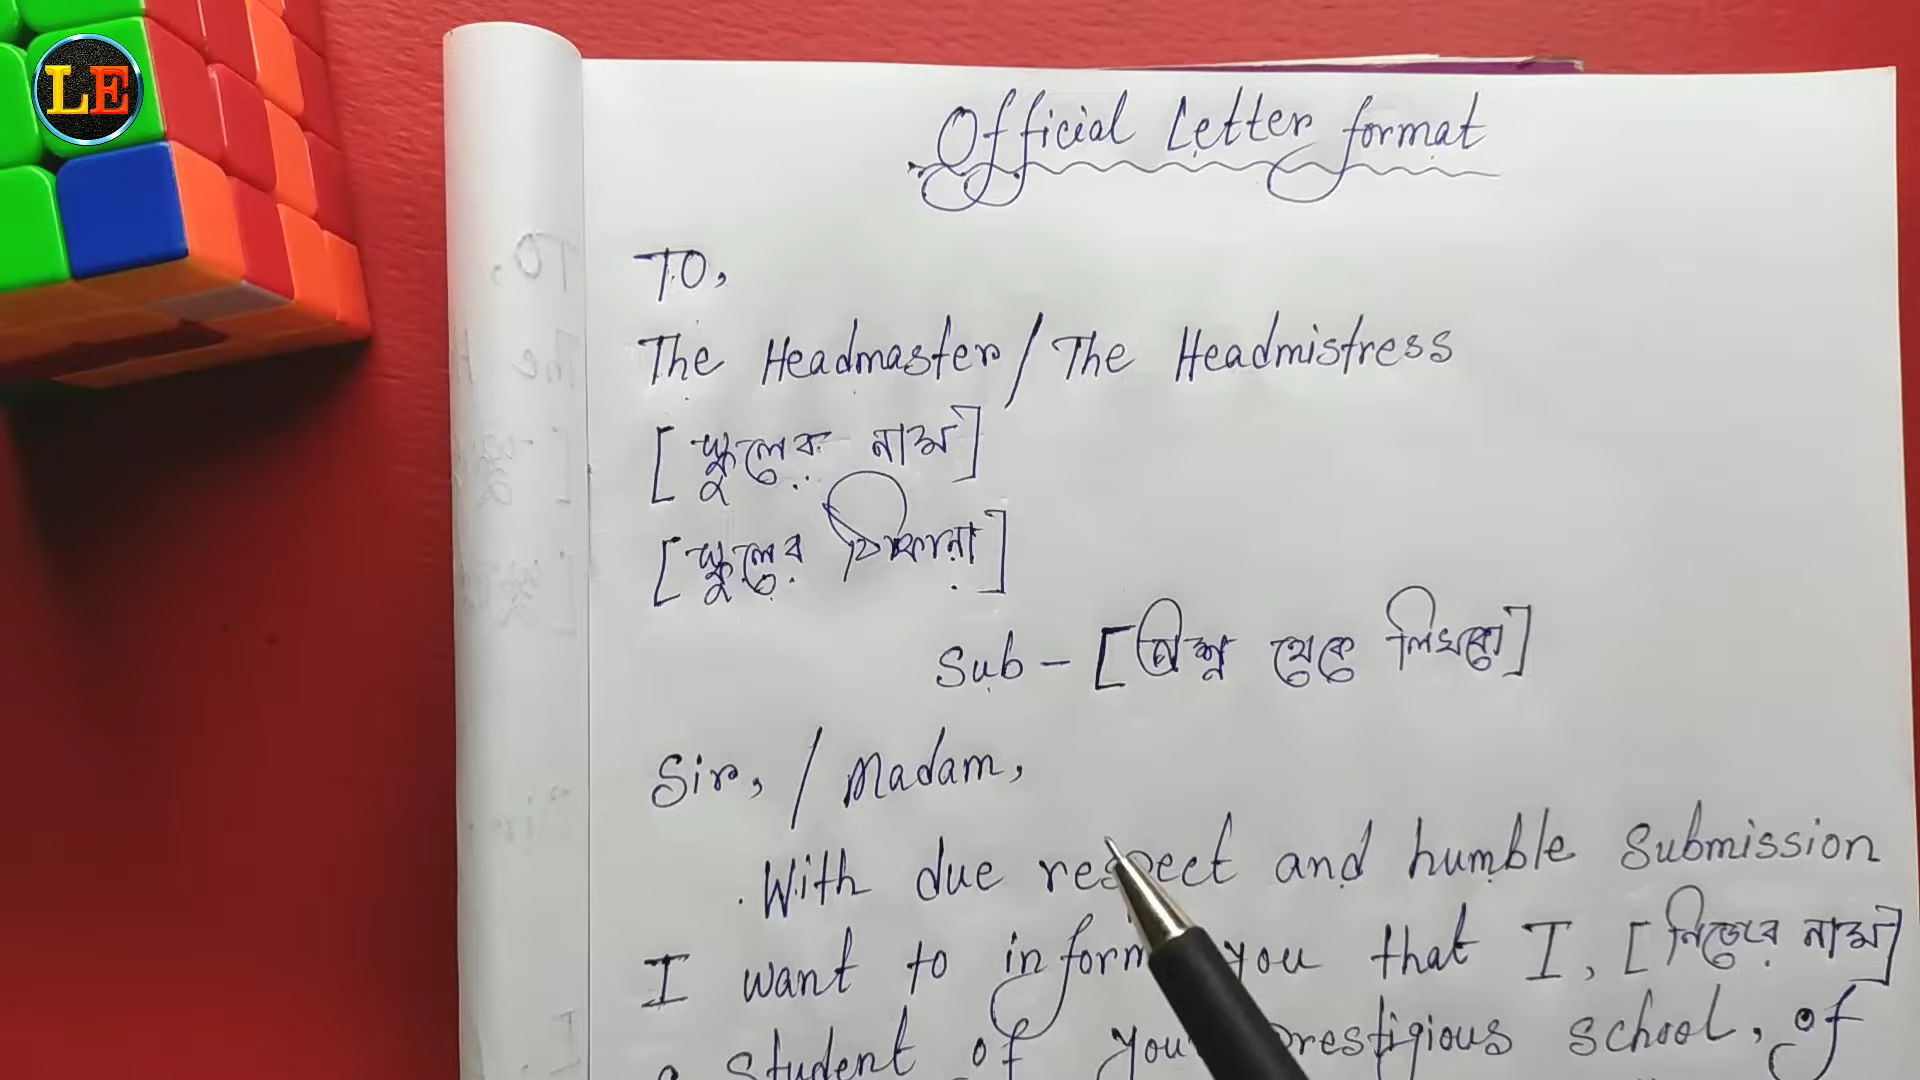 LE
Official Letter format
TO,
The Headmaster / The Headmistress
[স্কুলের নাম]
[স্কুলের ঠিকানা]
Sub - [প্রশ্ন থেকে লিখবো]
Sir, / Madam,
With due respect and humble submission
I want to inform you that I, [নিজের নাম]
a student of your prestigious school, of